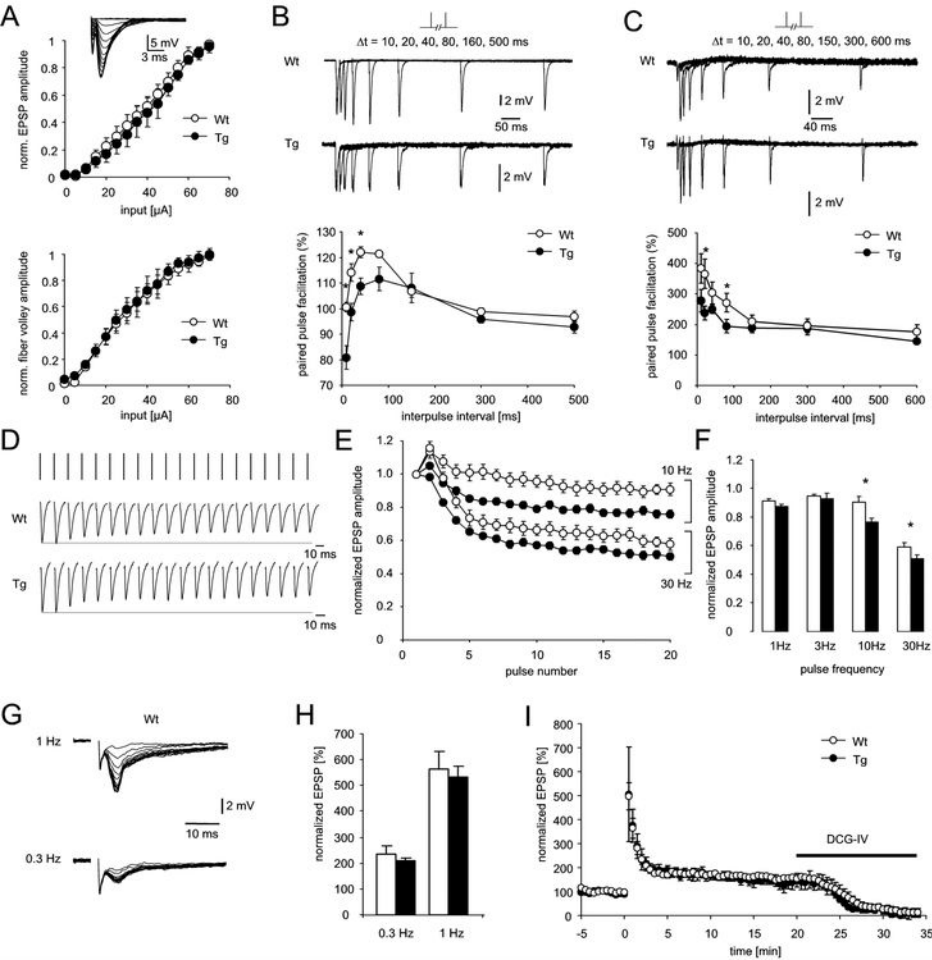 A
5 mV
3 ms
norm. EPSP amplitude
1
0.8
0.6
0.4
0.2
0
Wt
Tg
0 20 40 60 80
input [µA]
norm. fiber volley amplitude
1
0.8
0.6
0.4
0.2
0
Wt
Tg
0 20 40 60 80
input [µA]
B
Δt = 10, 20, 40, 80, 160, 500 ms
Wt
2 mV
50 ms
Tg
2 mV
paired pulse facilitation (%)
130
120
110
100
90
80
70
* * *
Wt
Tg
0 100 200 300 400 500
interpulse interval [ms]
C
Δt = 10, 20, 40, 80, 150, 300, 600 ms
Wt
2 mV
40 ms
Tg
2 mV
paired pulse facilitation (%)
500
400
300
200
100
0
* *
Wt
Tg
0 100 200 300 400 500 600
interpulse interval [ms]
D
Wt
10 ms
Tg
10 ms
E
normalized EPSP amplitude
1.2
1.0
0.8
0.6
0.4
0.2
0
10 Hz
30 Hz
0 5 10 15 20
pulse number
F
normalized EPSP amplitude
1.2
1.0
0.8
0.6
0.4
0.2
0
*
*
1Hz 3Hz 10Hz 30Hz
pulse frequency
G
Wt
1 Hz
2 mV
10 ms
0.3 Hz
H
normalized EPSP [%]
700
600
500
400
300
200
100
0
0.3 Hz 1 Hz
I
normalized EPSP [%]
800
700
600
500
400
300
200
100
0
Wt
Tg
DCG-IV
-5 0 5 10 15 20 25 30 35
time [min]